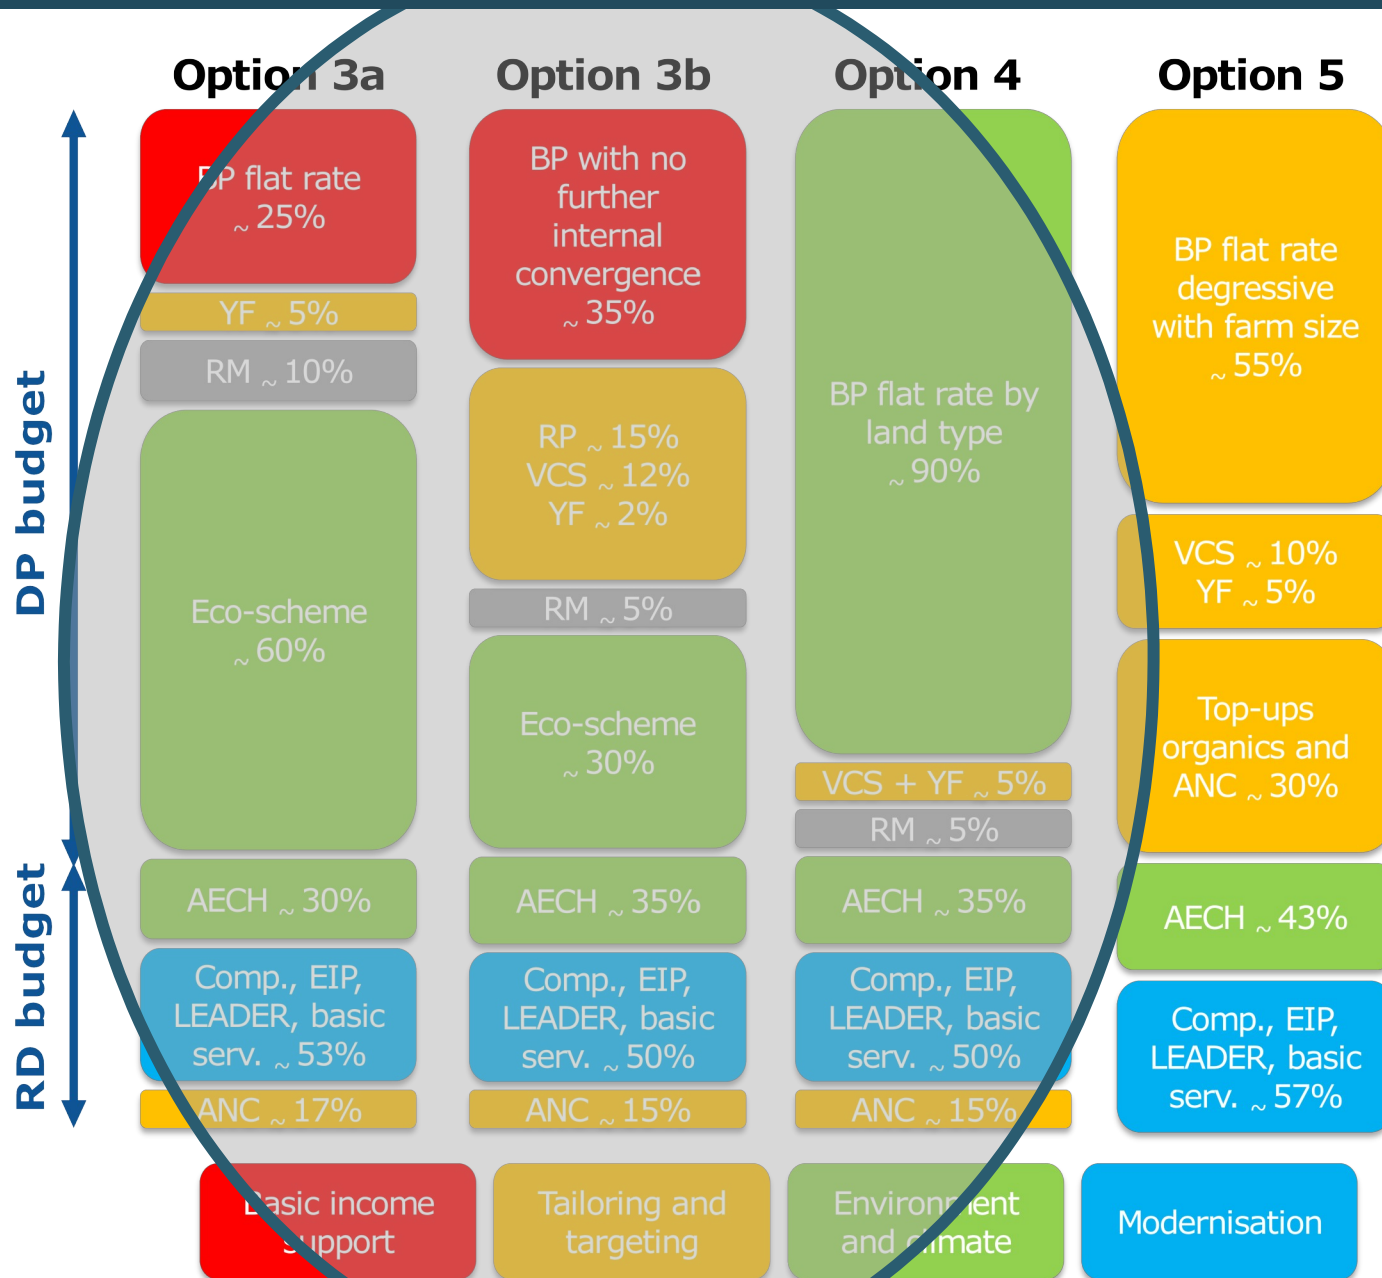 Option 3a
Option 3b
Option 4
Option 5
DP budget
RD budget
BP flat rate
~ 25%
YF ~ 5%
RM ~ 10%
Eco-scheme
~ 60%
AECH ~ 30%
Comp., EIP,
LEADER, basic
serv. ~ 53%
ANC ~ 17%
BP with no
further
internal
convergence
~ 35%
RP ~ 15%
VCS ~ 12%
YF ~ 2%
RM ~ 5%
Eco-scheme
~ 30%
AECH ~ 35%
Comp., EIP,
LEADER, basic
serv. ~ 50%
ANC ~ 15%
BP flat rate by
land type
~ 90%
VCS + YF ~ 5%
RM ~ 5%
AECH ~ 35%
Comp., EIP,
LEADER, basic
serv. ~ 50%
ANC ~ 15%
BP flat rate
degressive
with farm size
~ 55%
VCS ~ 10%
YF ~ 5%
Top-ups
organics and
ANC ~ 30%
AECH ~ 43%
Comp., EIP,
LEADER, basic
serv. ~ 57%
Basic income
support
Tailoring and
targeting
Environment
and climate
Modernisation